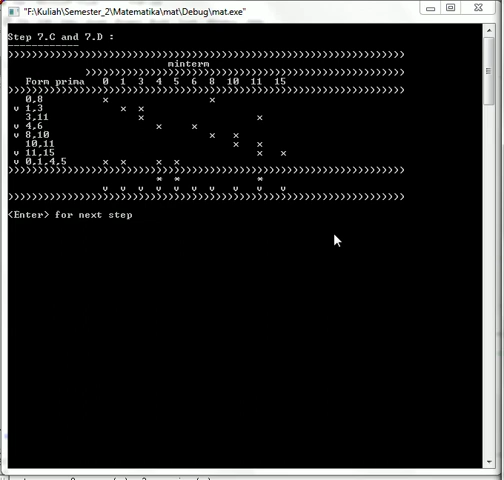 "F:\Kuliah\Semester_2\Matematika\mat\Debug\mat.exe"
Step 7.C and 7.D :
------------
>>>>>>>>>>>>>>>>>>>>>>>>>>>>>>>>>>>>>>>>>>>>>>>>>>>>>>>>>>>>>>>>>>>
minterm
>>>>>>>>>>>>>>>>>>>>>>>>>>>>>>>>>>>>>>>>>>>>>>>>>>>>>>
Form prima 0 1 3 4 5 6 8 10 11 15
>>>>>>>>>>>>>>>>>>>>>>>>>>>>>>>>>>>>>>>>>>>>>>>>>>>>>>>>>>>>>>>>>>>
0,8 x x
v 1,3 x x
3,11 x x
v 4,6 x x
v 8,10 x x
10,11 x x
v 11,15 x x
v 0,1,4,5 x x x x
>>>>>>>>>>>>>>>>>>>>>>>>>>>>>>>>>>>>>>>>>>>>>>>>>>>>>>>>>>>>>>>>>>>
* * *
v v v v v v v v v v
>>>>>>>>>>>>>>>>>>>>>>>>>>>>>>>>>>>>>>>>>>>>>>>>>>>>>>>>>>>>>>>>>>>
<Enter> for next step